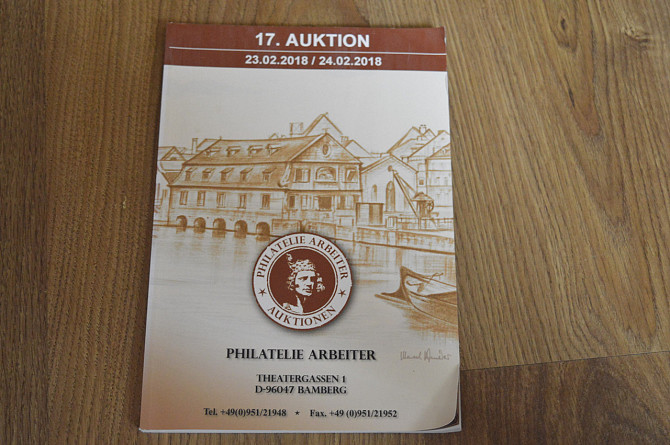 17. AUKTION
23.02.2018 / 24.02.2018
PHILATELIE ARBEITER
★ AUKTIONEN ★
PHILATELIE ARBEITER
THEATERGASSEN 1
D-96047 BAMBERG
Tel. +49(0)951/21948 ★ Fax. +49 (0)951/21952